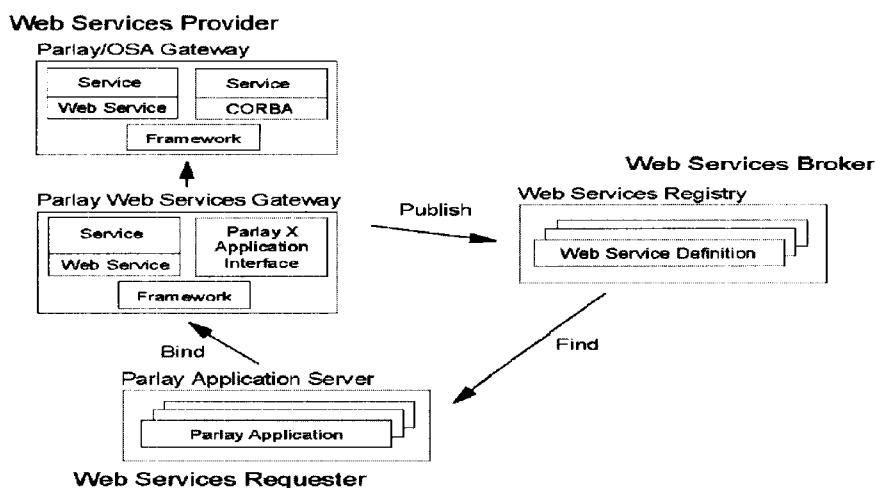 Web Services Provider
Parlay/OSA Gateway
Service
Web Service
Service
CORBA
Framework
Parlay Web Services Gateway
Service
Web Service
Parlay X
Application
Interface
Framework
Publish
Web Services Broker
Web Services Registry
Web Service Definition
Find
Bind
Parlay Application Server
Parlay Application
Web Services Requester